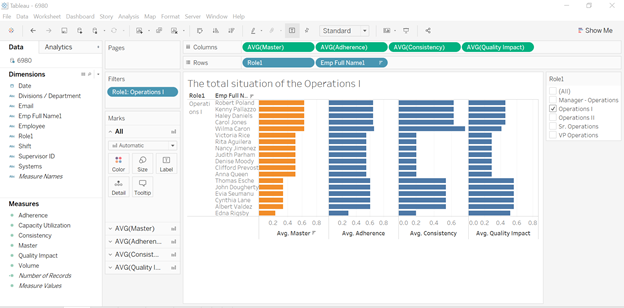 Tableau - 6980
File Data Worksheet Dashboard Story Analysis Map Format Server Window Help
Standard
Show Me
Data Analytics
6980
Dimensions
Date
Divisions / Department
Email
Emp Full Name1
Employee
Role1
Shift
Supervisor ID
Systems
Measure Names
Measures
Adherence
Capacity Utilization
Consistency
Master
Quality Impact
Volume
Number of Records
Measure Values
Pages
Filters
Role1: Operations I
Marks
All
Automatic
Color Size Label
Detail Tooltip
AVG(Master)
AVG(Adheren...
AVG(Consist...
AVG(Quality I...
Columns AVG(Master) AVG(Adherence) AVG(Consistency) AVG(Quality Impact)
Rows Role1 Emp Full Name1
The total situation of the Operations I
Role1 Emp Full N..
Operati
ons I
Robert Poland
Kenny Pallazzo
Haley Daniels
Carol Jones
Wilma Caron
Victoria Rice
Rita Aguilera
Nancy Jimenez
Judith Parham
Denise Moody
Clifford Provinst
Anna Queen
Thomas Esche
John Dougherty
Evia Seumanu
Cynthia Lane
Albert Valdez
Edna Rigsby
0.2 0.4 0.6 0.8 0.2 0.4 0.6 0.8 0.2 0.4 0.6 0.2 0.4 0.6 0.8
Avg. Master Avg. Adherence Avg. Consistency Avg. Quality Impact
Role1
(All)
Manager - Operations
Operations I
Operations II
Sr. Operations
VP Operations